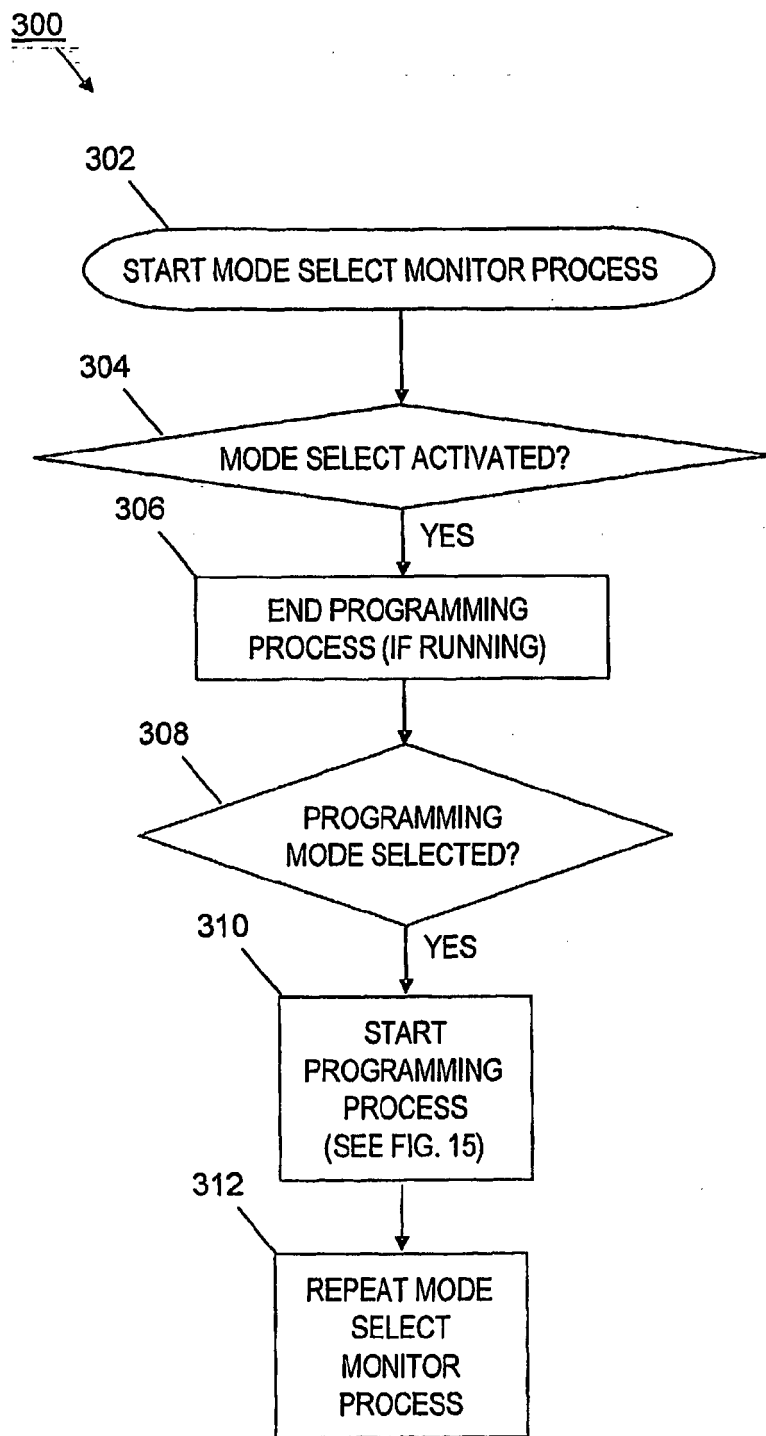 300
302
START MODE SELECT MONITOR PROCESS
304
MODE SELECT ACTIVATED?
306
YES
END PROGRAMMING
PROCESS (IF RUNNING)
308
PROGRAMMING
MODE SELECTED?
310
YES
START
PROGRAMMING
PROCESS
(SEE FIG. 15)
312
REPEAT MODE
SELECT
MONITOR
PROCESS